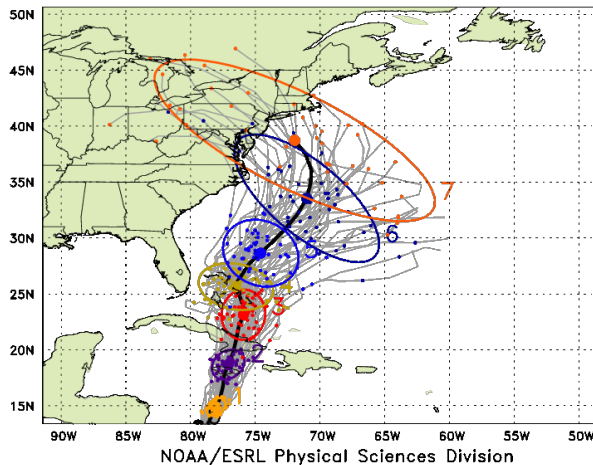 50N
45N
40N
35N
30N
25N
20N
15N
7
6
5
4
3
2
1
90W 85W 80W 75W 70W 65W 60W 55W 50W
NOAA/ESRL Physical Sciences Division